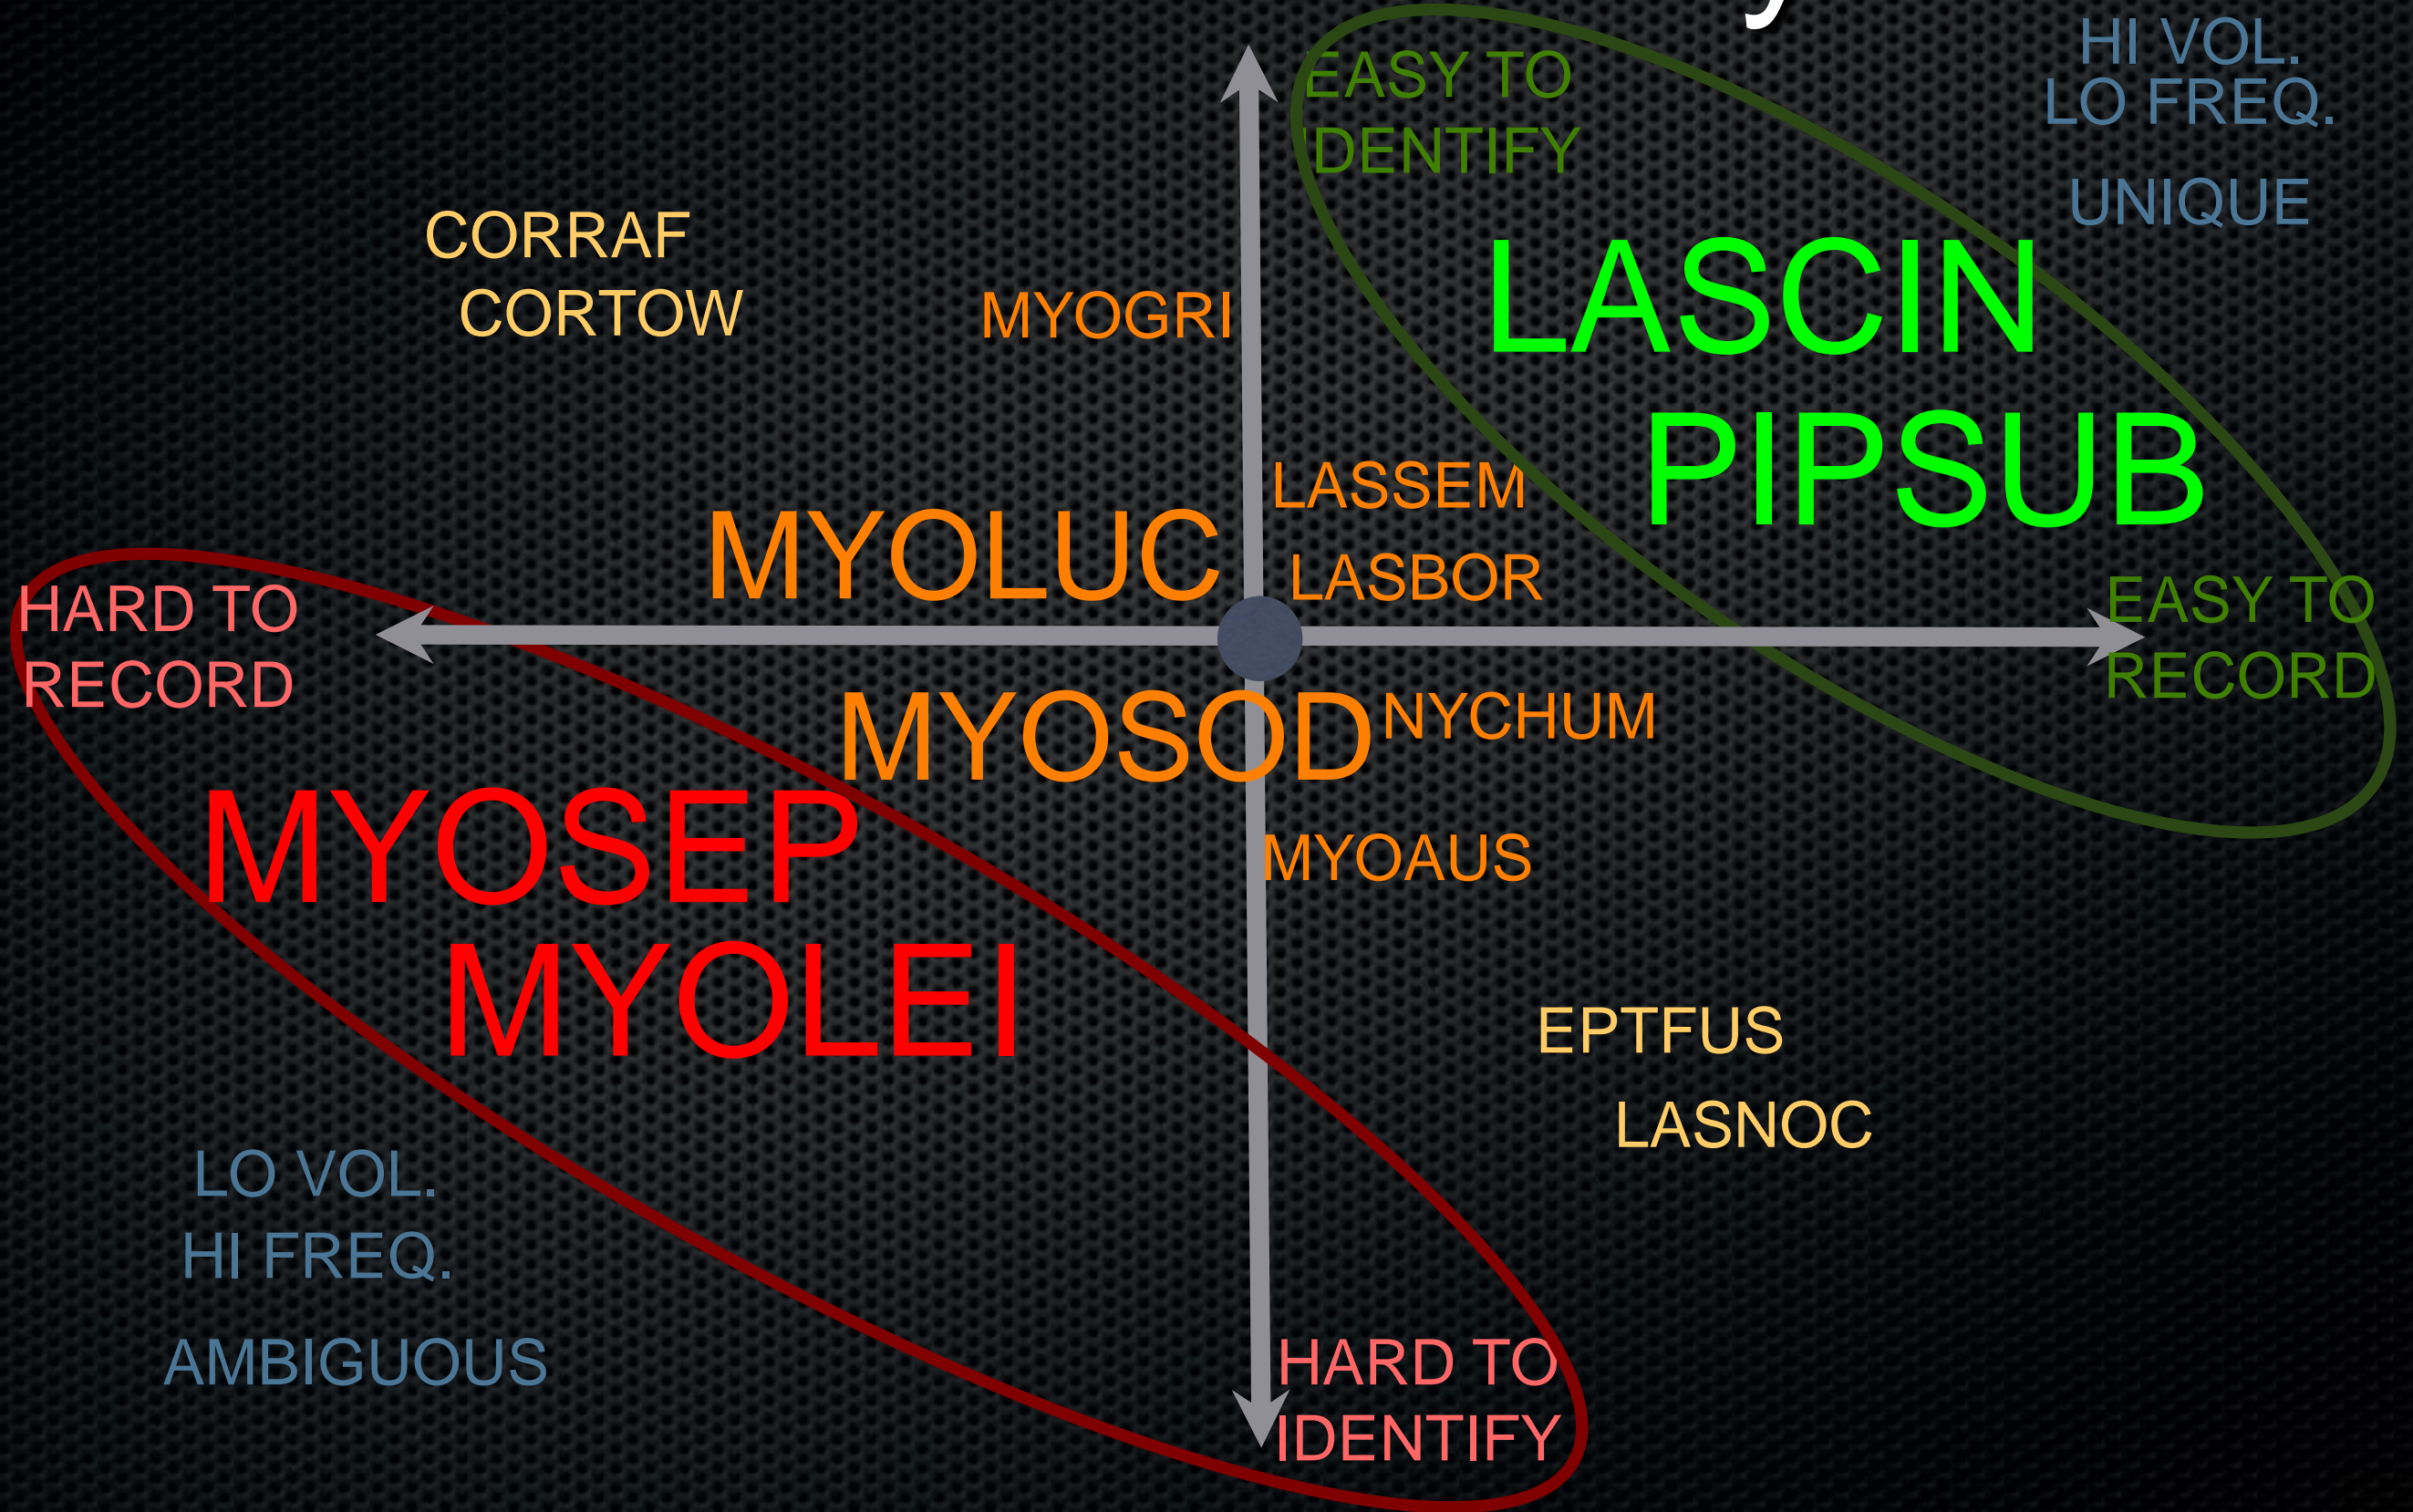 EASY TO
IDENTIFY
HI VOL.
LO FREQ.
UNIQUE
CORRAF
CORTOW
MYOGRI
LASCIN
PIPSUB
LASSEM
LASBOR
MYOLUC
HARD TO
RECORD
EASY TO
RECORD
MYOSOD
NYCHUM
MYOSEP
MYOAUS
MYOLEI
EPTFUS
LASNOC
LO VOL.
HI FREQ.
AMBIGUOUS
HARD TO
IDENTIFY